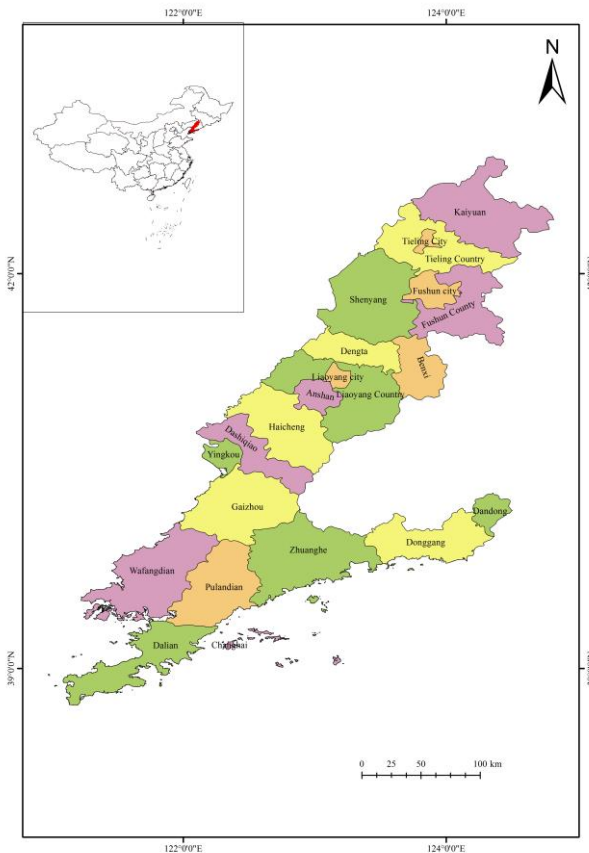 122°0'0"E 124°0'0"E
N
Kaiyuan
Tieling City
Tieling Country
42°0'0"N
Fushun city
Shenyang
Fushun County
Dengta
Benxi
Liaoyang city
Anshan
Liaoyang Country
Haicheng
Dashiqiao
Yingkou
Gaizhou
Dandong
Donggang
Zhuanghe
Wafangdian
Pulandian
Dalian
Changhai
39°0'0"N
0 25 50 100 km
122°0'0"E 124°0'0"E